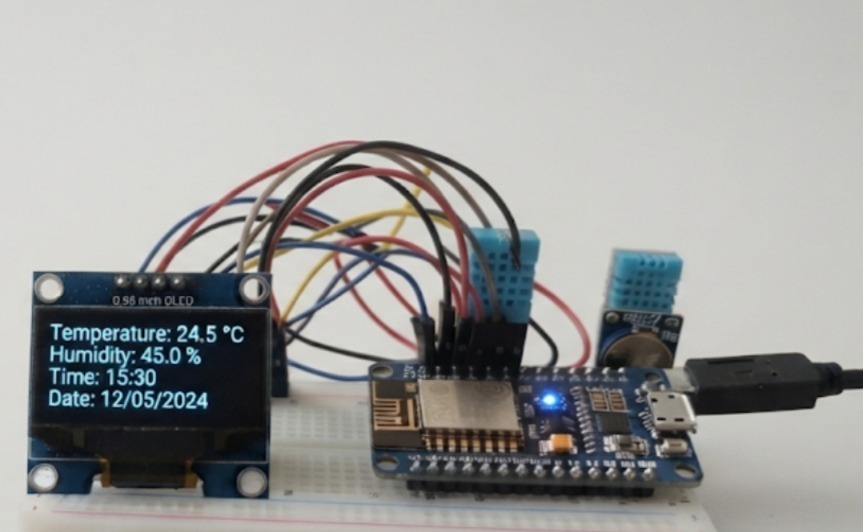 0.96 inch OLED
Temperature: 24.5 °C
Humidity: 45.0 %
Time: 15:30
Date: 12/05/2024